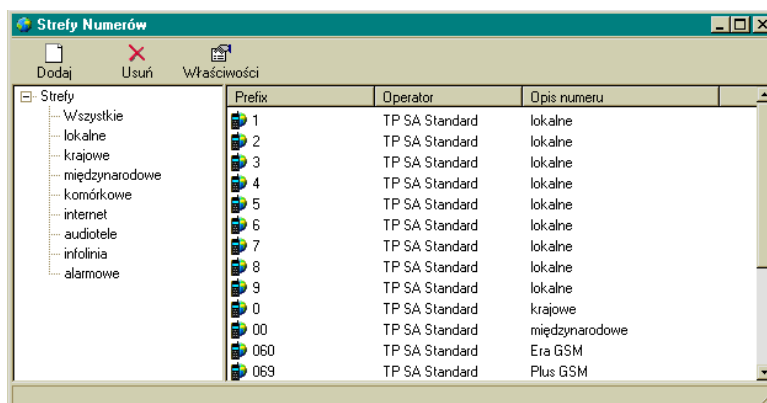 Strefy Numerów
Dodaj Usuń Właściwości
Strefy
Wszystkie
lokalne
krajowe
międzynarodowe
komórkowe
internet
audiotele
infolinia
alarmowe
Prefix Operator Opis numeru
1 TP SA Standard lokalne
2 TP SA Standard lokalne
3 TP SA Standard lokalne
4 TP SA Standard lokalne
5 TP SA Standard lokalne
6 TP SA Standard lokalne
7 TP SA Standard lokalne
8 TP SA Standard lokalne
9 TP SA Standard lokalne
0 TP SA Standard krajowe
00 TP SA Standard międzynarodowe
060 TP SA Standard Era GSM
069 TP SA Standard Plus GSM